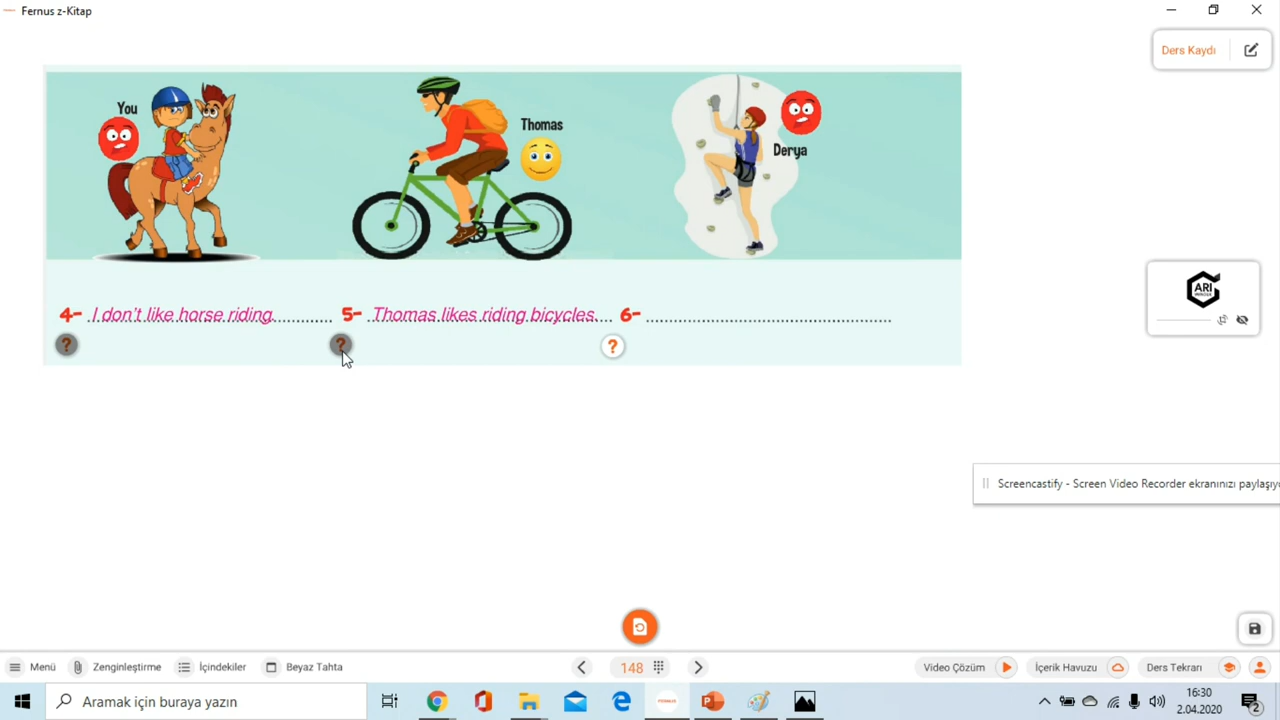 Fernus z-Kitap
Ders Kaydı
You
Thomas
Derya
4- I don't like horse riding.
5- Thomas likes riding bicycles.
6-
?
?
?
ARI
Screencastify - Screen Video Recorder ekranınızı paylaşıyo
Menü
Zenginleştirme
İçindekiler
Beyaz Tahta
148
Video Çözüm
İçerik Havuzu
Ders Tekrarı
Aramak için buraya yazın
16:30
2.04.2020
2